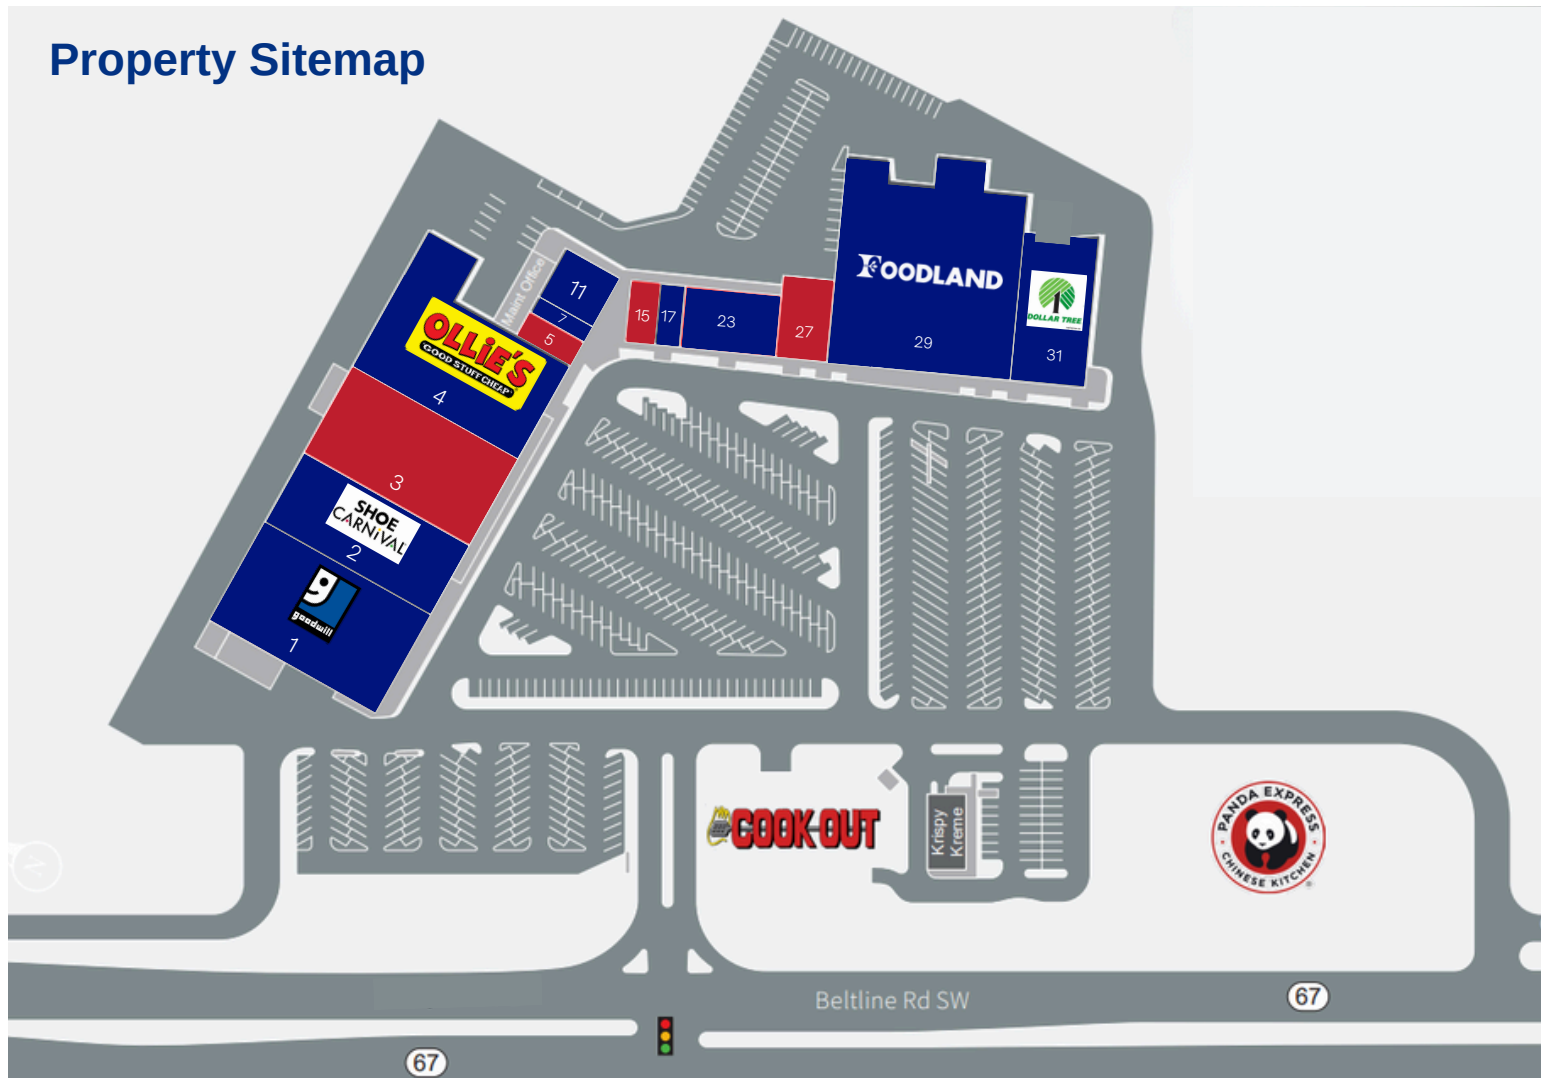 Property Sitemap
11
Maint Office
7
5
15
17
23
27
FOODLAND
29
DOLLAR TREE
31
OLLIE'S
GOOD STUFF CHEAP
4
3
SHOE
CARNIVAL
2
goodwill
1
COOK OUT
Krispy
Kreme
PANDA EXPRESS
CHINESE KITCHEN
Beltline Rd SW
67
67